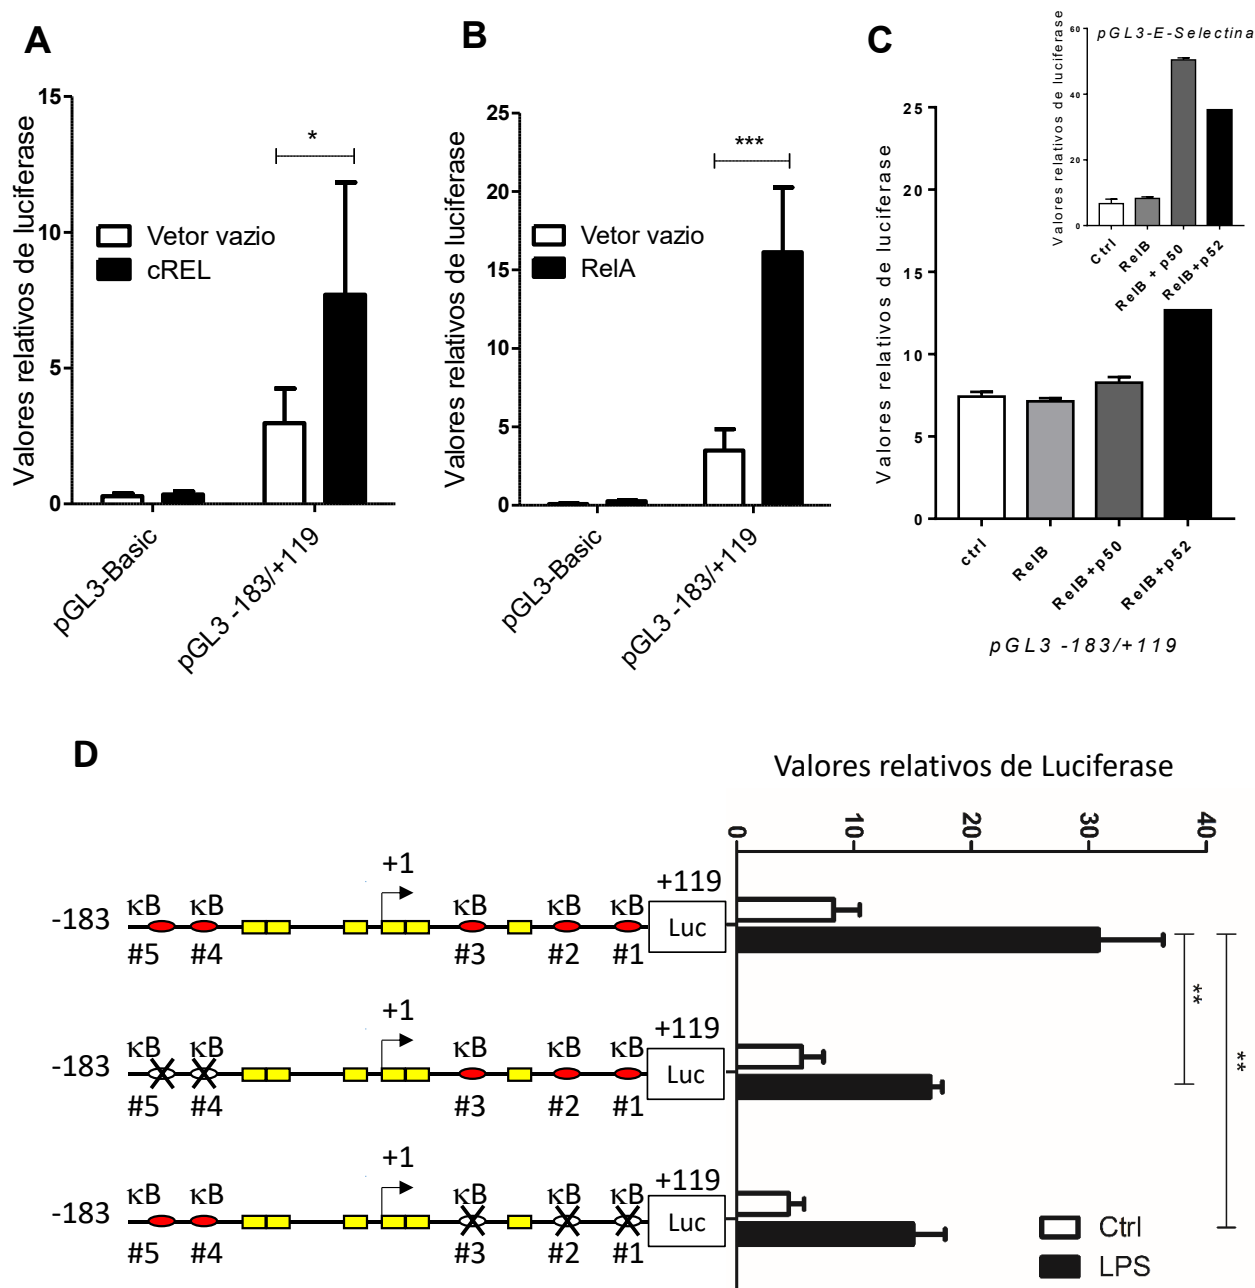 A
Valores relativos de luciferase
15
10
5
0
*
Vetor vazio
cREL
pGL3-Basic
pGL3 -183/+119
B
Valores relativos de luciferase
25
20
15
10
5
0
***
Vetor vazio
RelA
pGL3-Basic
pGL3 -183/+119
C
Valores relativos de luciferase
25
20
15
10
5
0
ctrl
RelB
RelB+p50
RelB+p52
pGL3 -183/+119
pGL3-E-Selectina
Valores relativos de luciferase
60
40
20
0
Ctrl
RelB
RelB + p50
RelB+p52
D
Valores relativos de Luciferase
0 10 20 30 40
+1 +119
-183 κB κB κB κB κB Luc
#5 #4 #3 #2 #1
+1 +119
-183 κB κB κB κB κB Luc
#5 #4 #3 #2 #1
+1 +119
-183 κB κB κB κB κB Luc
#5 #4 #3 #2 #1
**
**
Ctrl
LPS